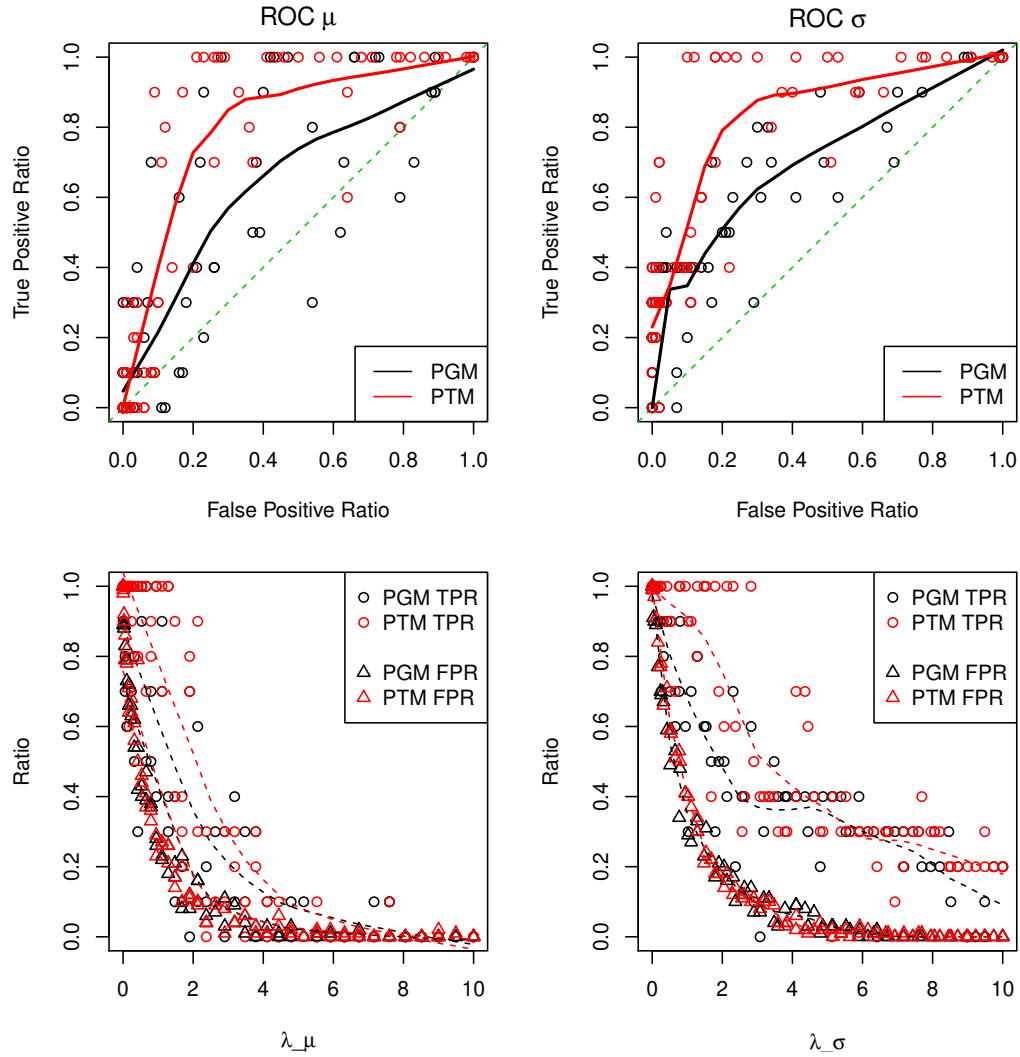 ROC μ
True Positive Ratio
0.0 0.2 0.4 0.6 0.8 1.0
PGM
PTM
0.0 0.2 0.4 0.6 0.8 1.0
False Positive Ratio
ROC σ
True Positive Ratio
0.0 0.2 0.4 0.6 0.8 1.0
PGM
PTM
0.0 0.2 0.4 0.6 0.8 1.0
False Positive Ratio
Ratio
0.0 0.2 0.4 0.6 0.8 1.0
PGM TPR
PTM TPR
PGM FPR
PTM FPR
0 2 4 6 8 10
λ_μ
Ratio
0.0 0.2 0.4 0.6 0.8 1.0
PGM TPR
PTM TPR
PGM FPR
PTM FPR
0 2 4 6 8 10
λ_σ